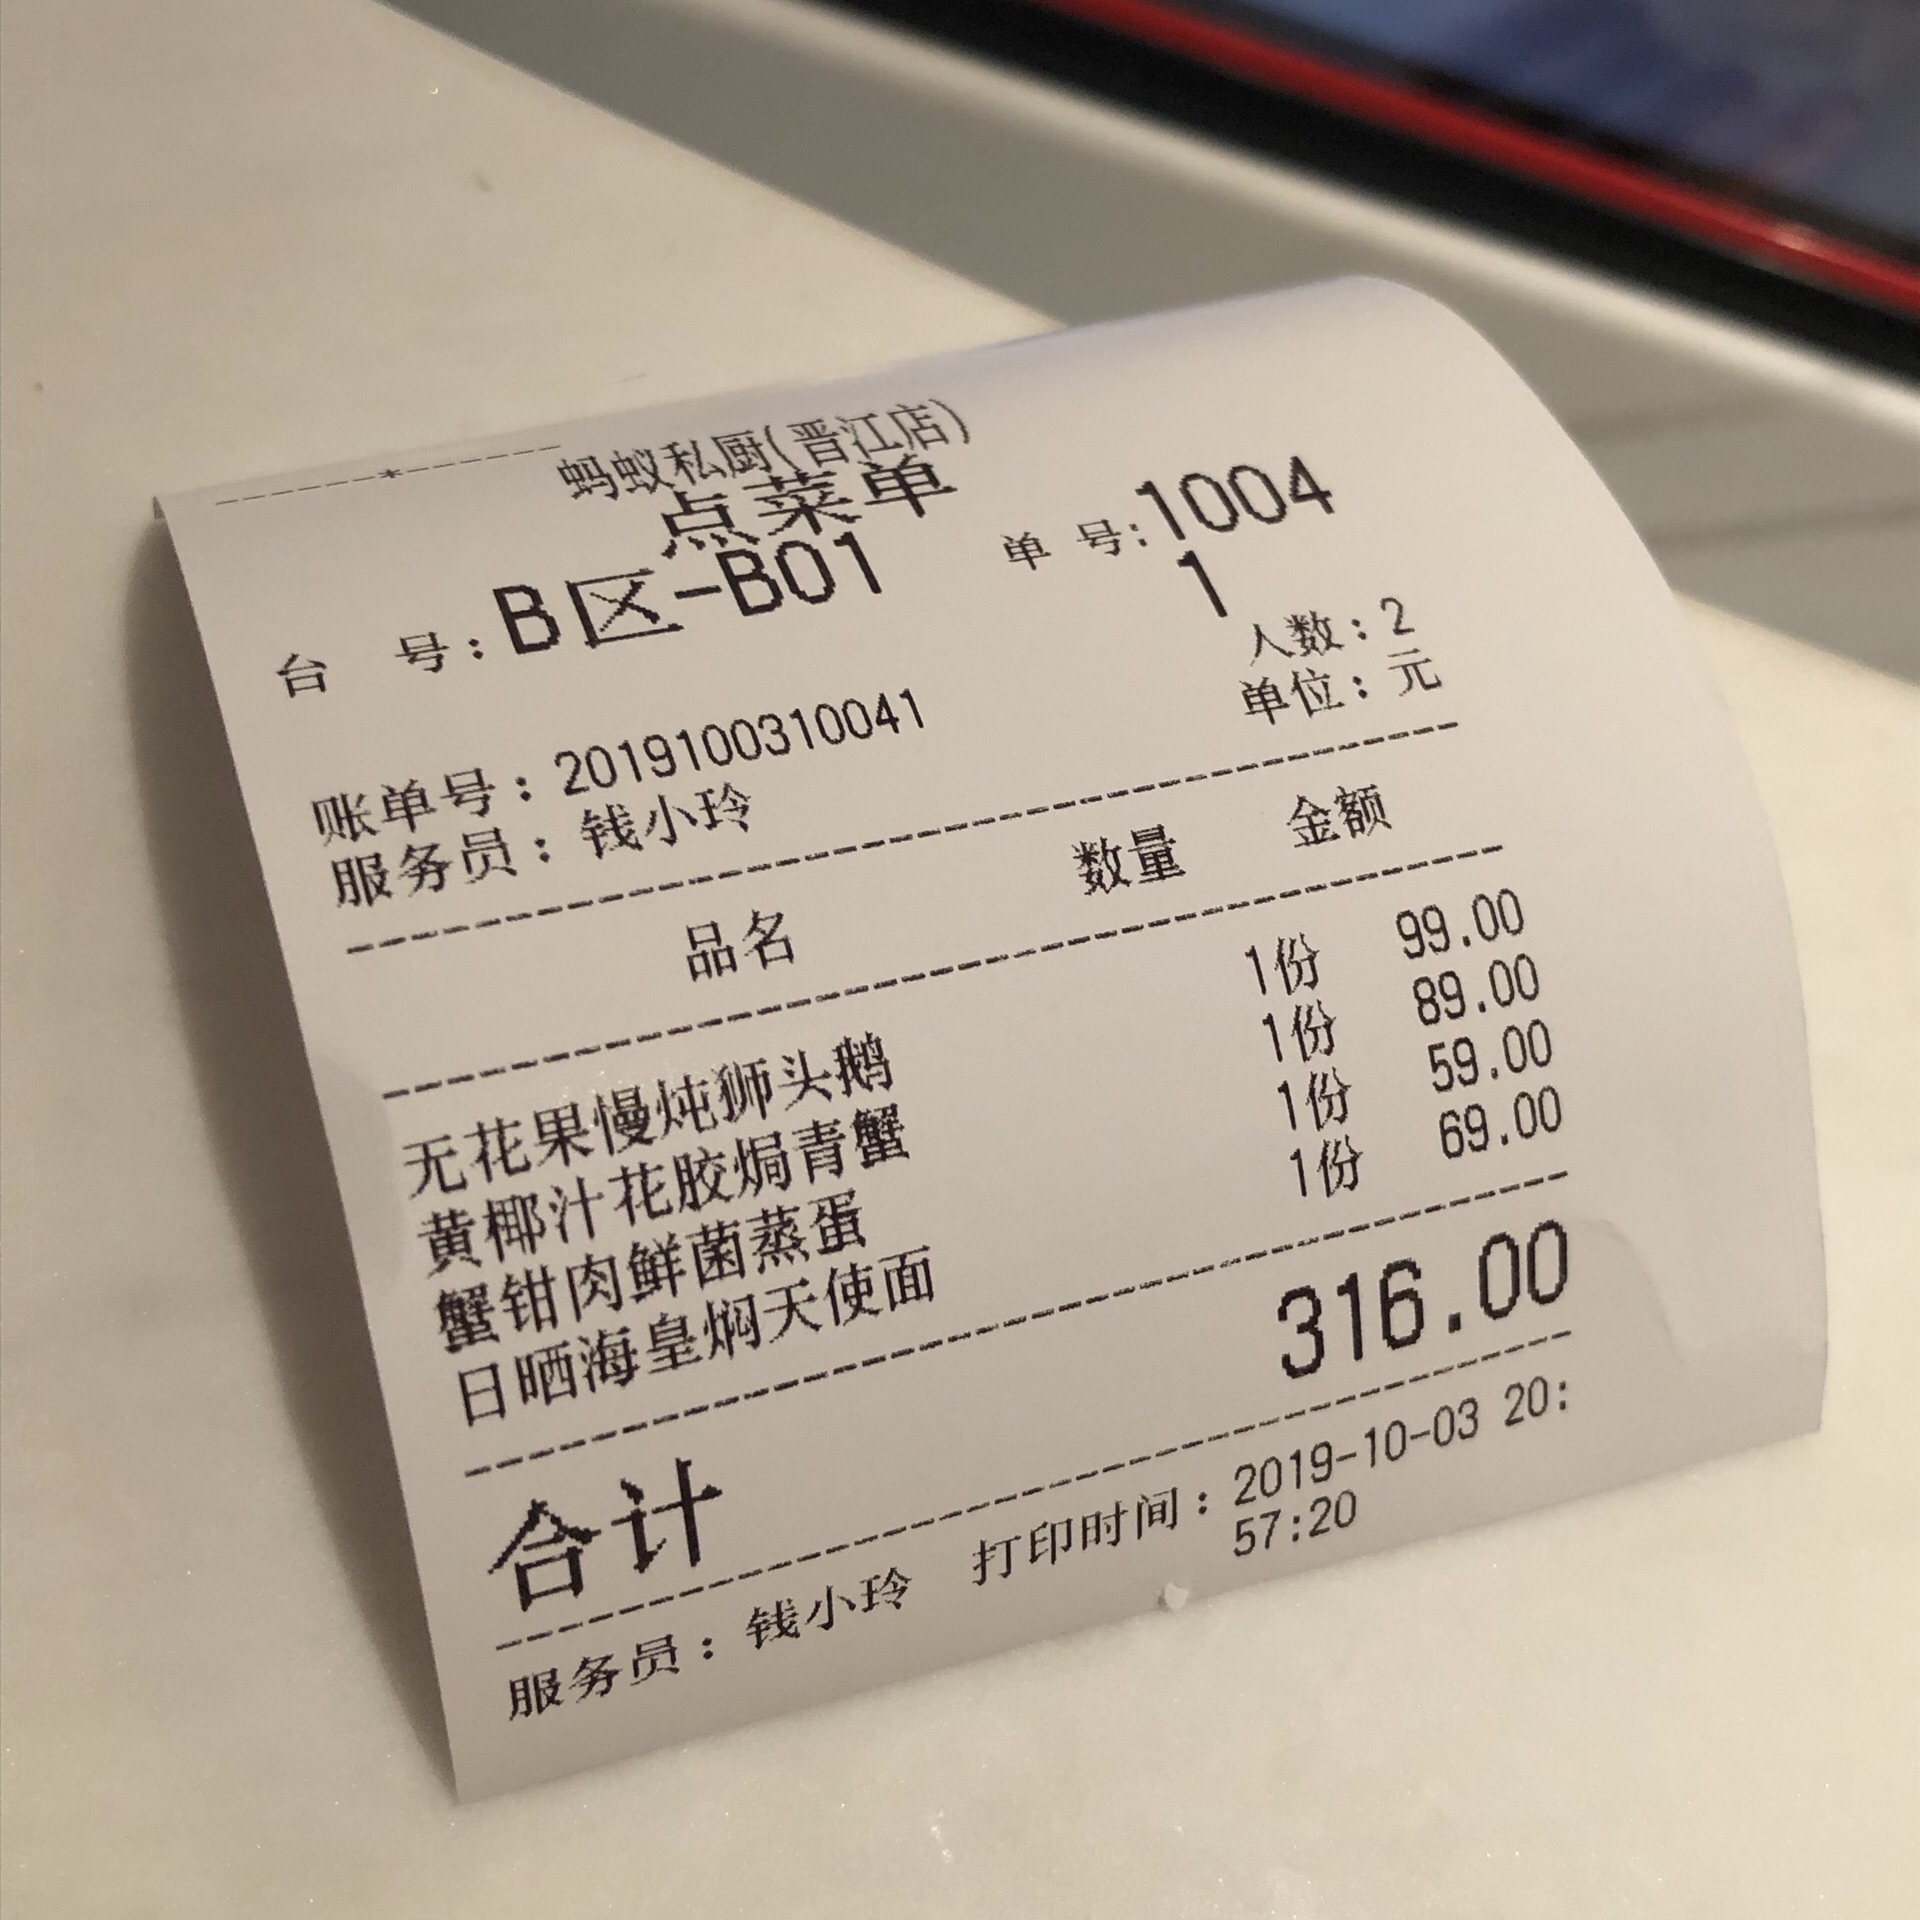 ------*------
蚂蚁私厨(晋江店)
点菜单
台 号:B区-B01 单 号:1004
1
人数:2
账单号:2019100310041 单位:元
服务员:钱小玲
品名 数量 金额
无花果慢炖狮头鹅 1份 99.00
黄椰汁花胶焗青蟹 1份 89.00
蟹钳肉鲜菌蒸蛋 1份 59.00
日晒海皇焖天使面 1份 69.00
合计 316.00
服务员:钱小玲 打印时间:2019-10-03 20:
57:20